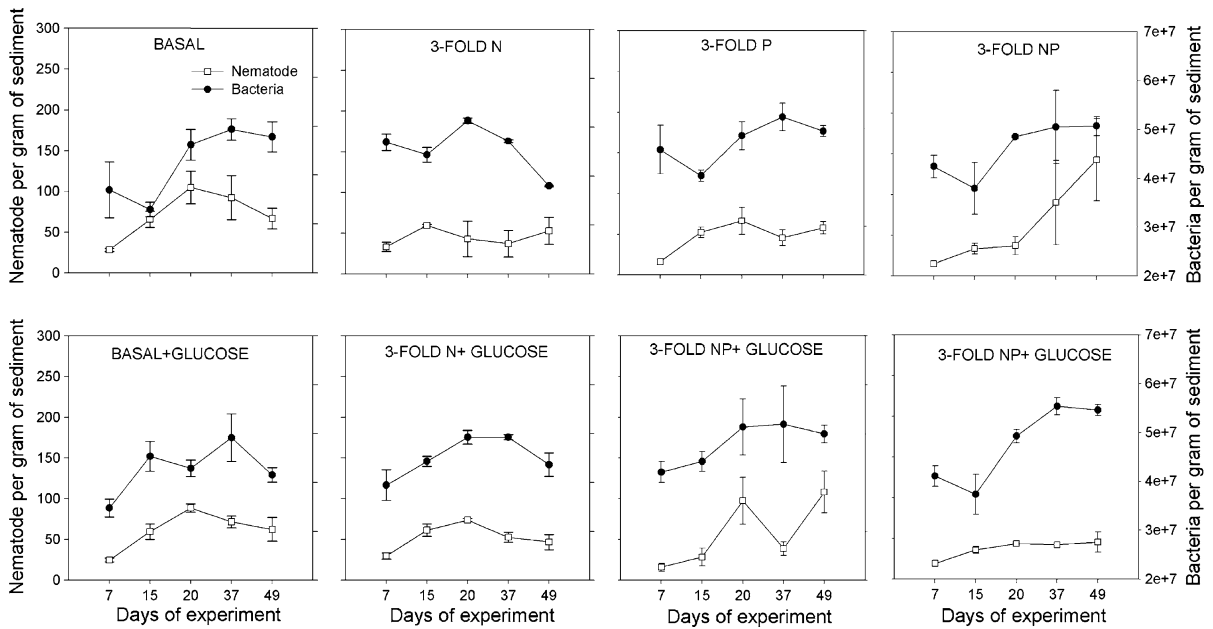 BASAL
3-FOLD N
3-FOLD P
3-FOLD NP
Nematode
Bacteria
Nematode per gram of sediment
300
250
200
150
100
50
0
Bacteria per gram of sediment
7e+7
6e+7
5e+7
4e+7
3e+7
2e+7
BASAL+GLUCOSE
3-FOLD N+ GLUCOSE
3-FOLD NP+ GLUCOSE
3-FOLD NP+ GLUCOSE
Nematode per gram of sediment
300
250
200
150
100
50
0
Bacteria per gram of sediment
7e+7
6e+7
5e+7
4e+7
3e+7
2e+7
7 15 20 37 49
7 15 20 37 49
7 15 20 37 49
7 15 20 37 49
Days of experiment
Days of experiment
Days of experiment
Days of experiment